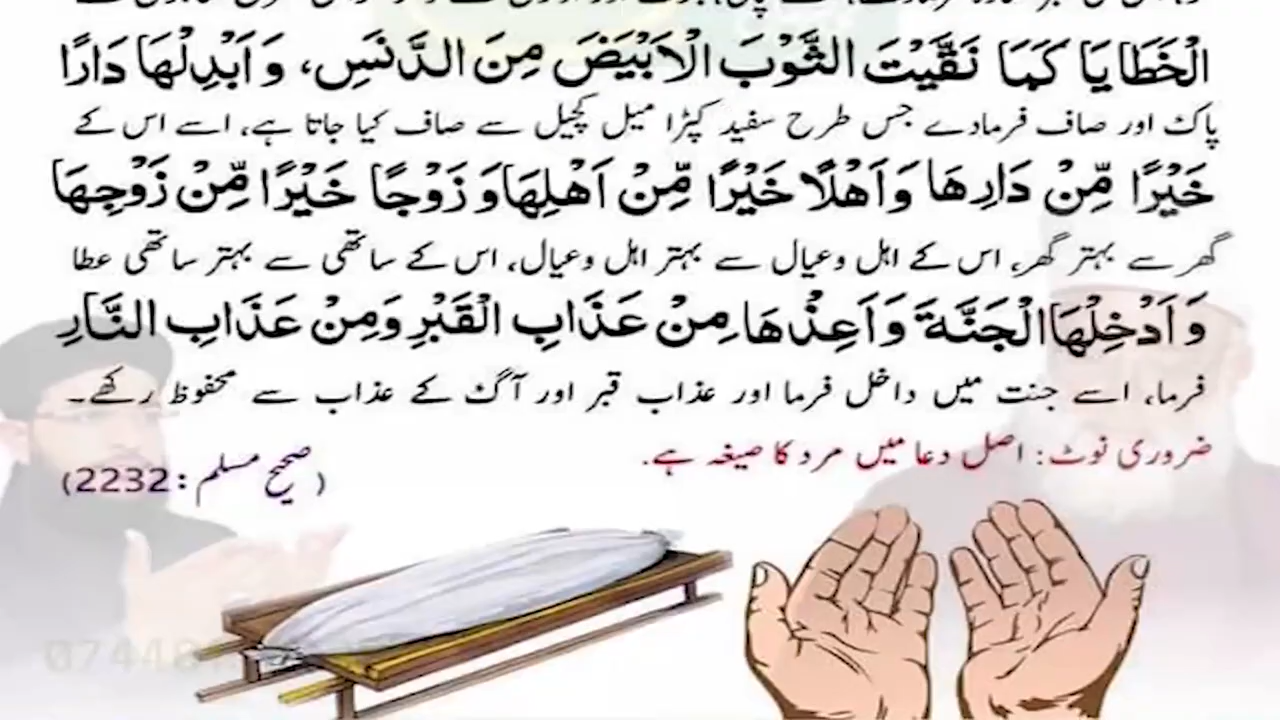 الْخَطَايَا كَمَا نَقَّيْتَ الثَّوْبَ الْاَبْيَضَ مِنَ الدَّنَسِ، وَاَبْدِلْهَا دَارًا
پاک اور صاف فرمادے جس طرح سفید کپڑا میل کچیل سے صاف کیا جاتا ہے، اسے اس کے
خَيْرًا مِّنْ دَارِهَا وَاَهْلًا خَيْرًا مِّنْ اَهْلِهَا وَزَوْجًا خَيْرًا مِّنْ زَوْجِهَا
گھر سے بہتر گھر، اس کے اہل وعیال سے بہتر اہل وعیال، اس کے ساتھی سے بہتر ساتھی عطا
وَاَدْخِلْهَا الْجَنَّةَ وَاَعِذْهَا مِنْ عَذَابِ الْقَبْرِ وَمِنْ عَذَابِ النَّارِ
فرما، اسے جنت میں داخل فرما اور عذاب قبر اور آگ کے عذاب سے محفوظ رکھے۔
ضروری نوٹ: اصل دعا میں مرد کا صیغہ ہے.
(صحیح مسلم: 2232)